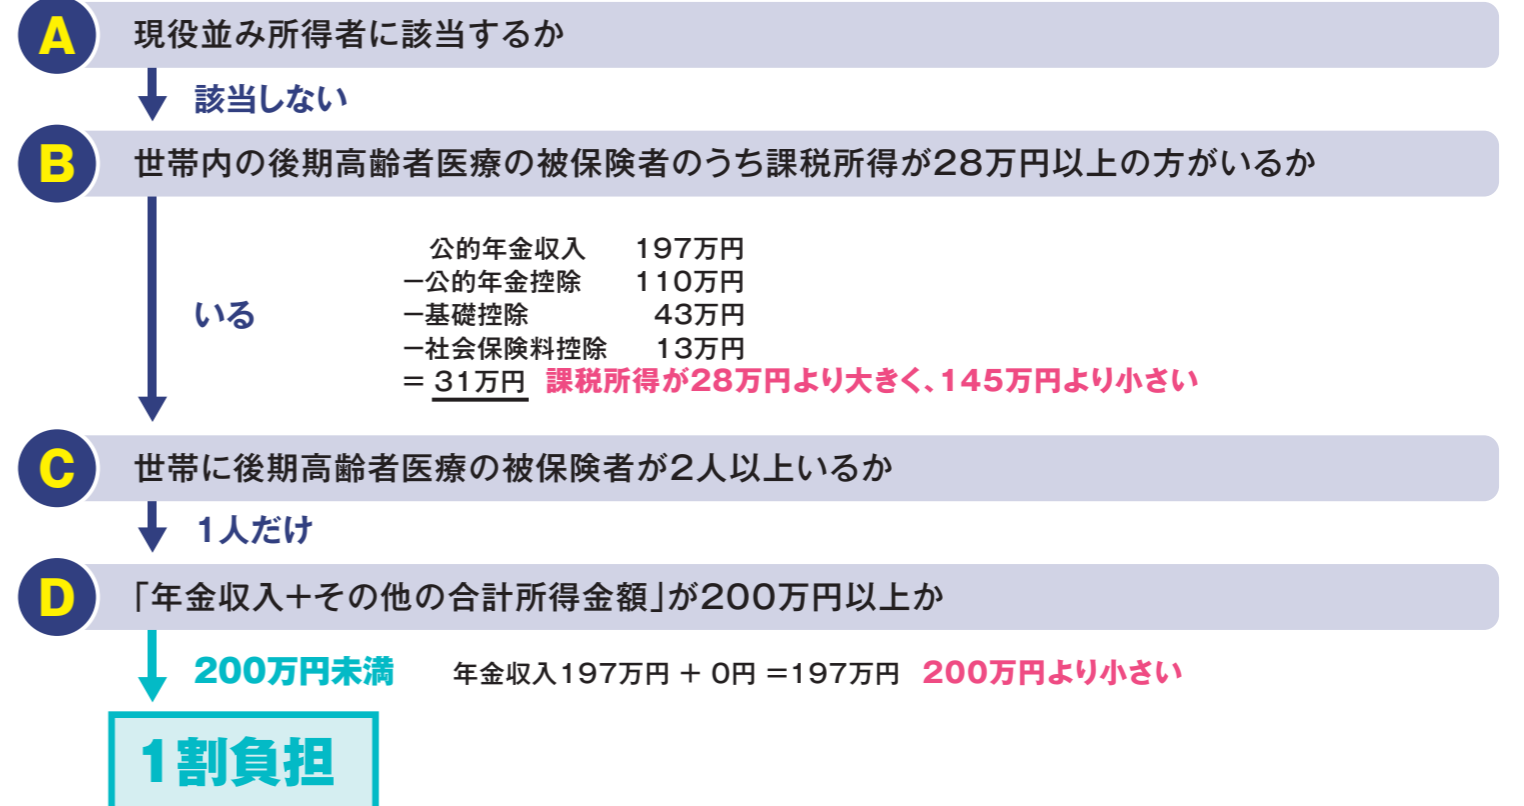 A 現役並み所得者に該当するか
該当しない
B 世帯内の後期高齢者医療の被保険者のうち課税所得が28万円以上の方がいるか
公的年金収入 197万円
−公的年金控除 110万円
いる −基礎控除 43万円
−社会保険料控除 13万円
= 31万円 課税所得が28万円より大きく、145万円より小さい
C 世帯に後期高齢者医療の被保険者が2人以上いるか
1人だけ
D 「年金収入+その他の合計所得金額」が200万円以上か
200万円未満 年金収入197万円 + 0円 =197万円 200万円より小さい
1割負担